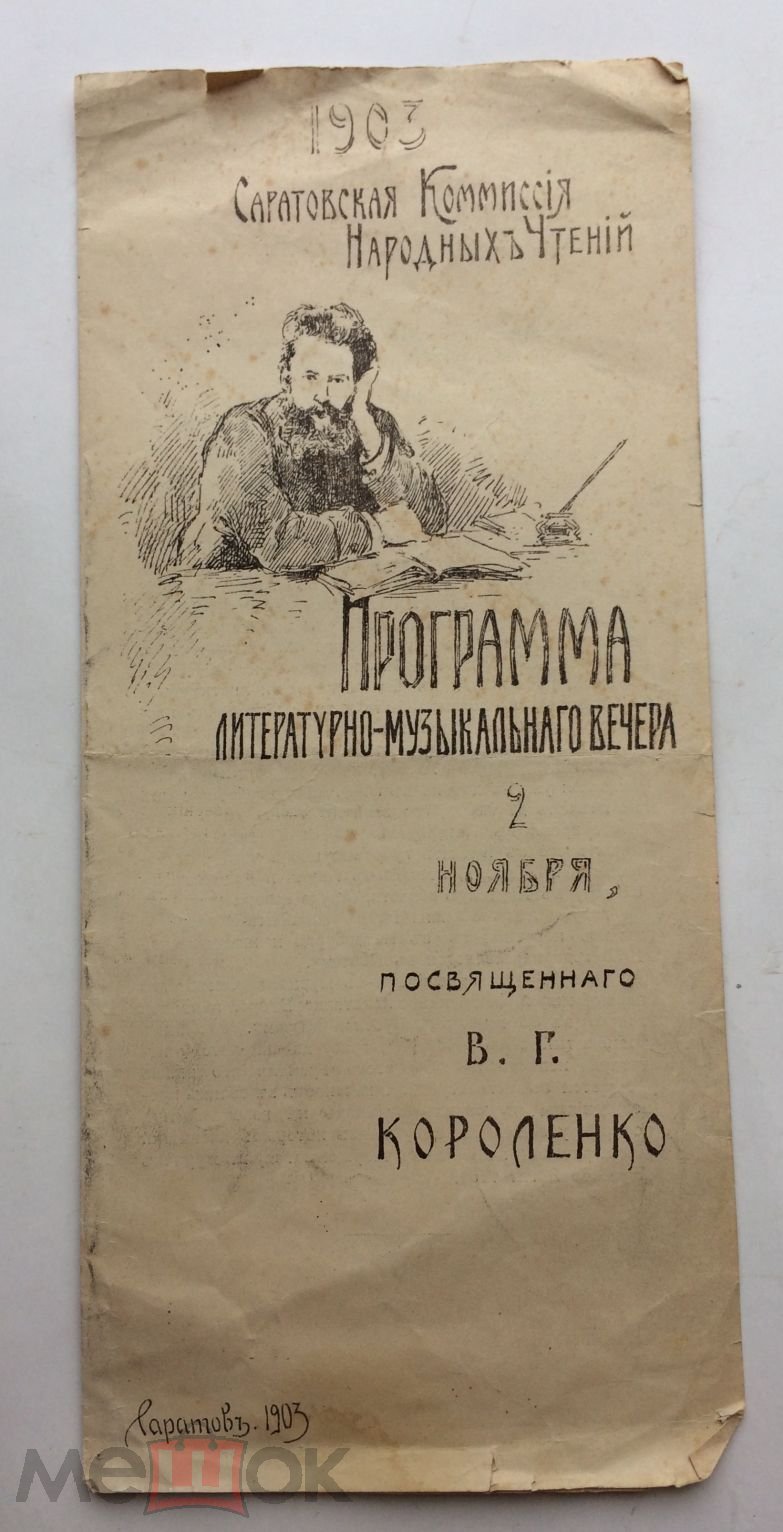 1903
Саратовская Коммиссія
Народныхъ Чтеній
Программа
литературно-музыкальнаго вечера
2
ноября,
посвященнаго
В. Г.
Короленко
Саратовъ. 1903
мешок